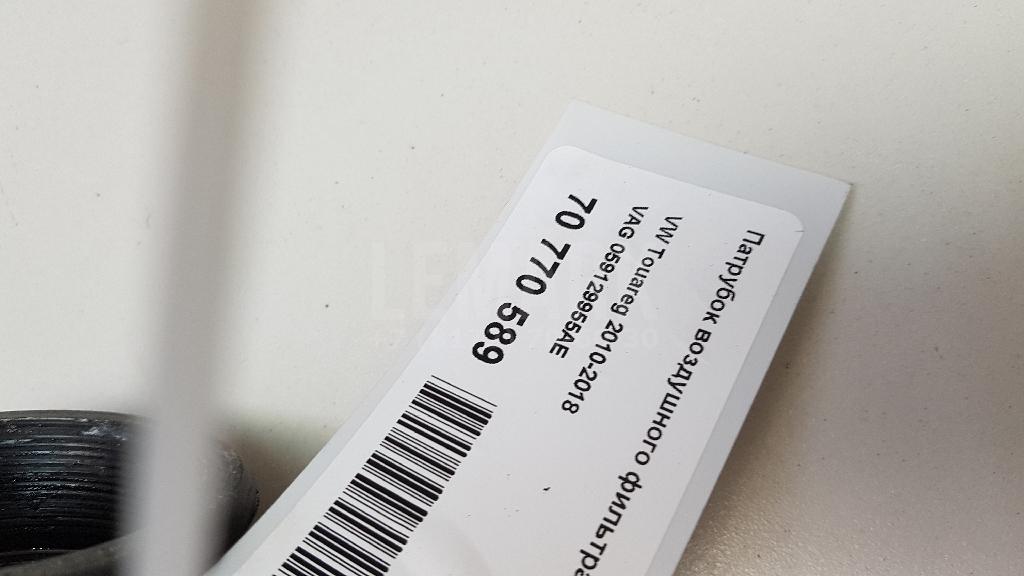 Патрубок воздушного фильтра
VW Touareg 2010-2018
VAG 059129955AE
70 770 589